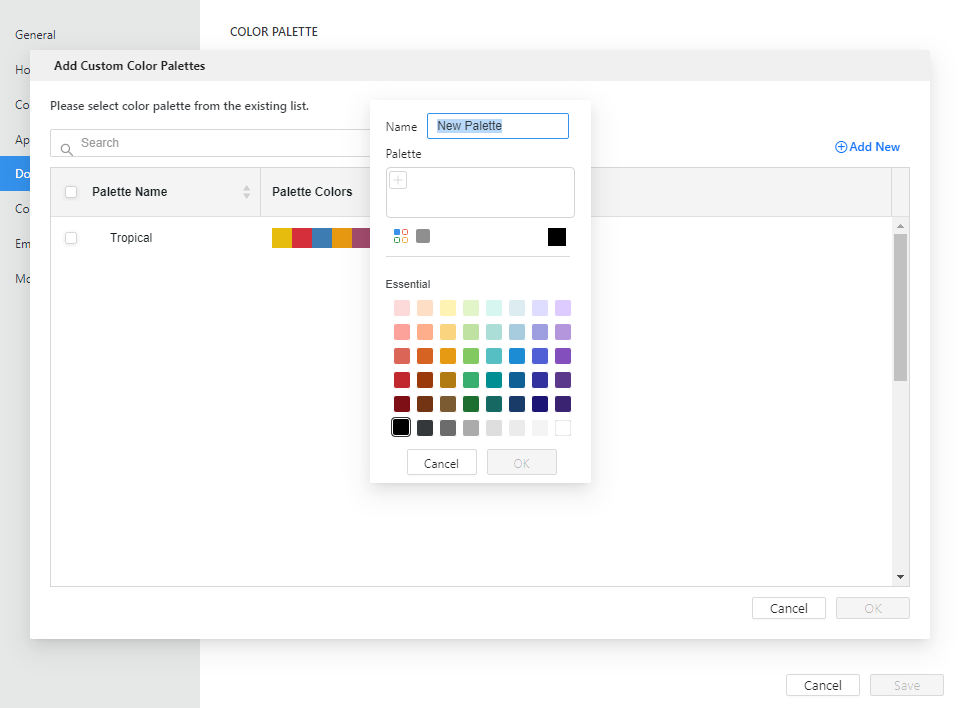 General
COLOR PALETTE
Ho
Add Custom Color Palettes
Co
Please select color palette from the existing list.
Name
New Palette
Ap
Search
Add New
Palette
Do
Palette Name
Palette Colors
Co
Em
Tropical
Mo
Essential
Cancel
OK
Cancel
OK
Cancel
Save